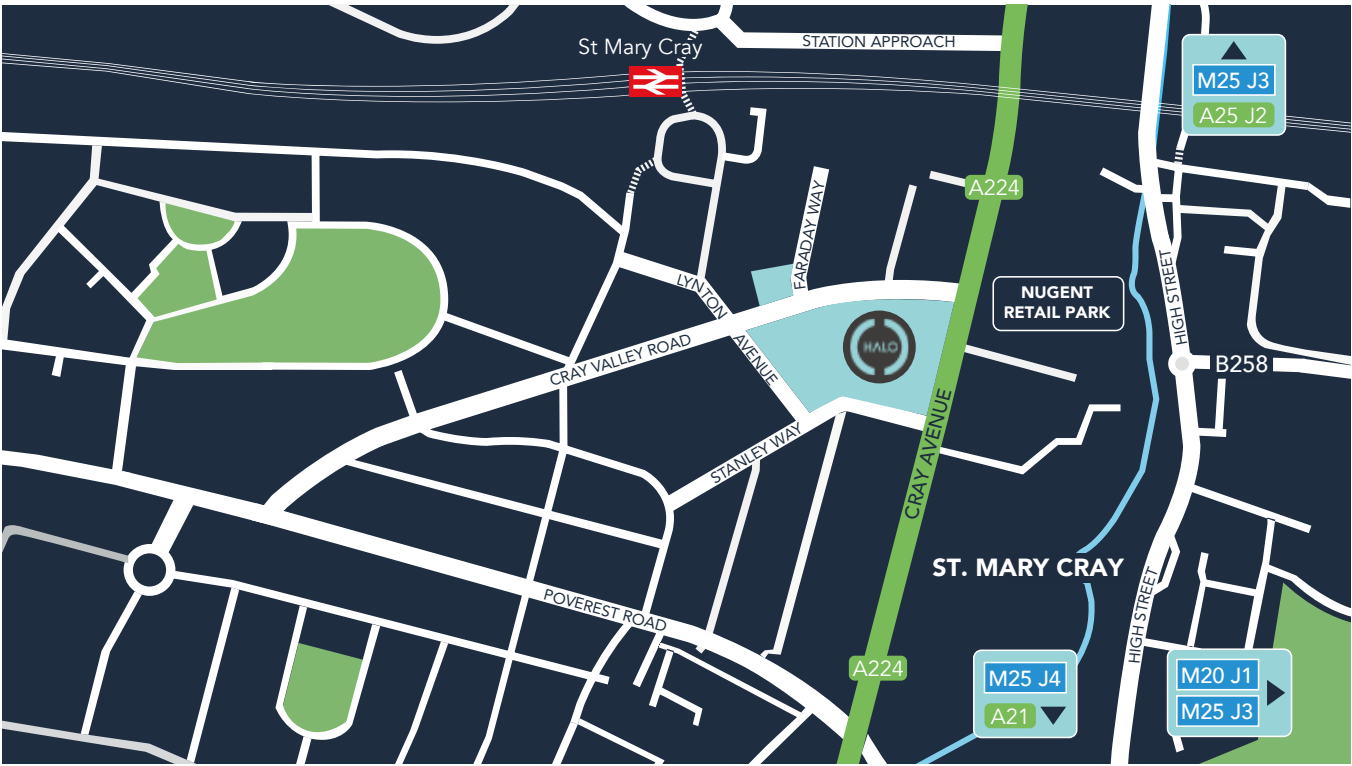 St Mary Cray
STATION APPROACH
M25 J3
A25 J2
A224
FARADAY WAY
LYNTON AVENUE
NUGENT
RETAIL PARK
HIGH STREET
HALO
CRAY VALLEY ROAD
B258
STANLEY WAY
CRAY AVENUE
ST. MARY CRAY
POVEREST ROAD
HIGH STREET
A224
M25 J4
A21
M20 J1
M25 J3